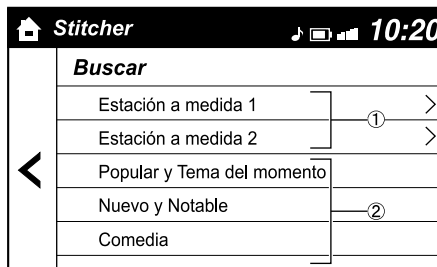 Stitcher 10:20
Buscar
Estación a medida 1
①
Estación a medida 2
Popular y Tema del momento
Nuevo y Notable
②
Comedia